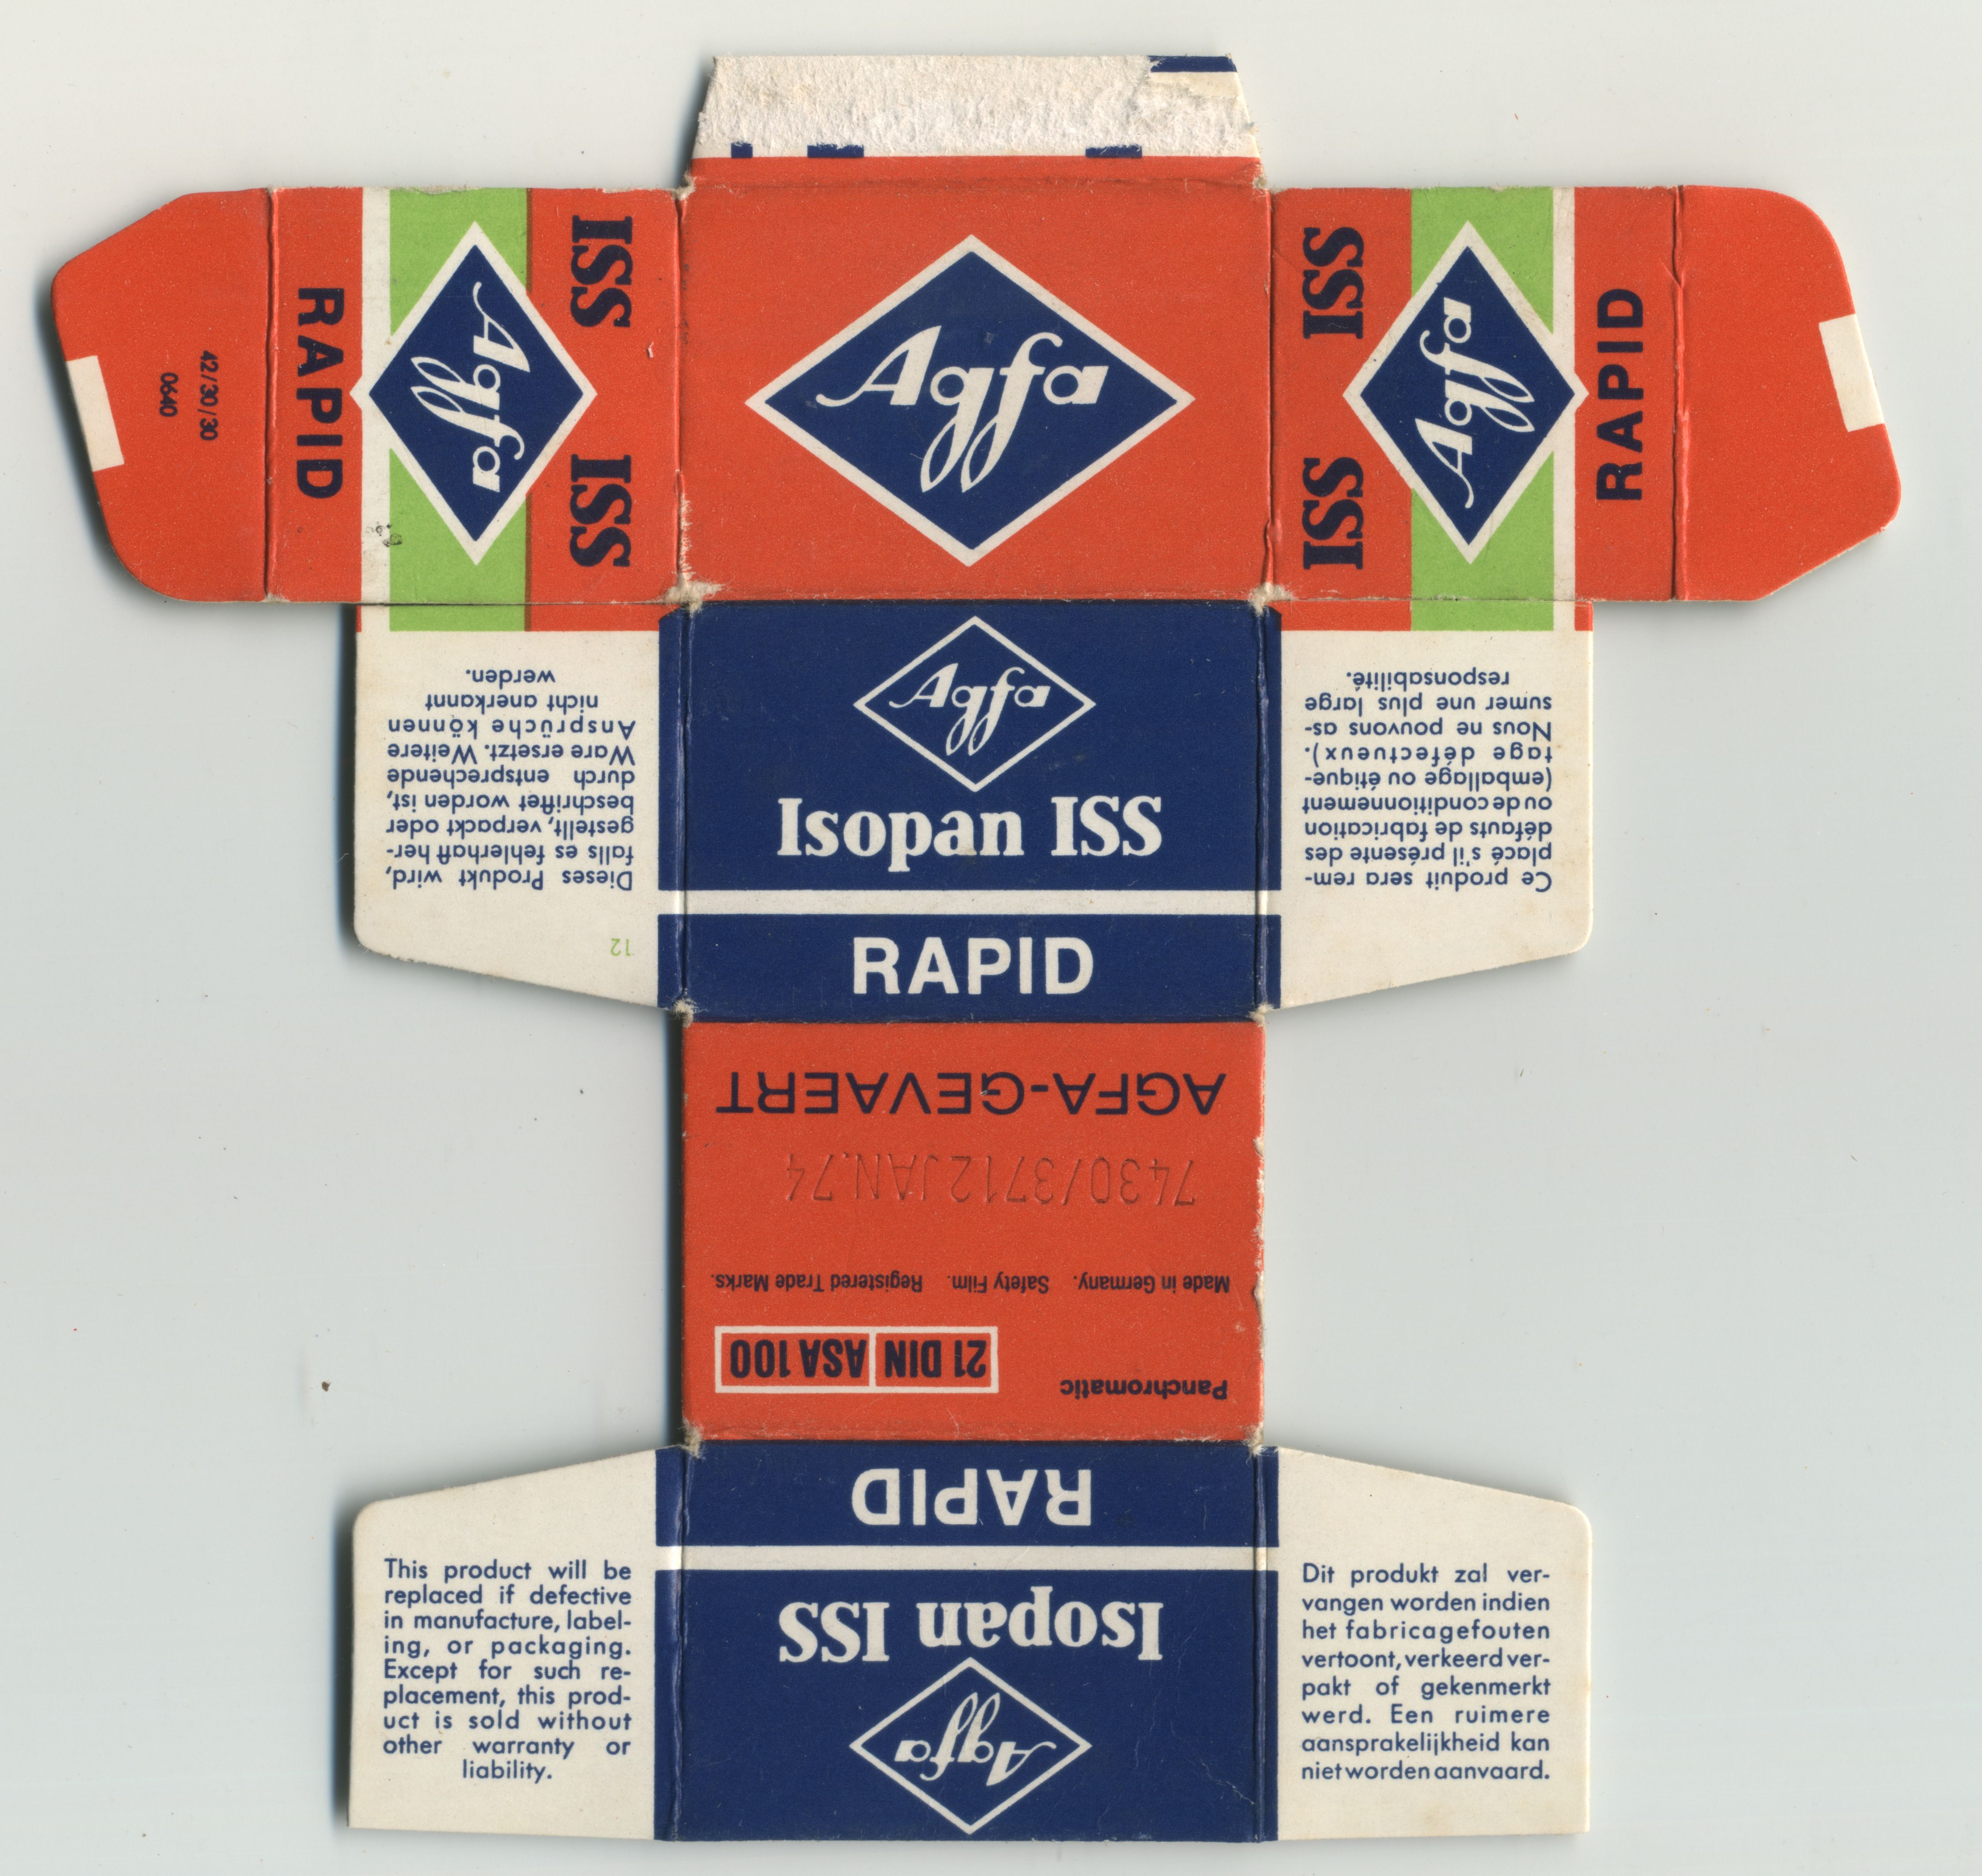 Agfa
ISS
ISS
Agfa
RAPID
42/30/30
0640
ISS
ISS
Agfa
RAPID
Agfa
Isopan ISS
RAPID
Dieses Produkt wird,
falls es fehlerhaft her-
gestellt, verpackt oder
beschriftet worden ist,
durch entsprechende
Ware ersetzt. Weitere
Ansprüche können
nicht anerkannt
werden.
12
Ce produit sera rem-
placé s'il présente des
défauts de fabrication
ou de conditionnement
(emballage ou étique-
tage défectueux).
Nous ne pouvons as-
sumer une plus large
responsabilité.
Panchromatic
21 DIN ASA 100
Made in Germany. Safety Film. Registered Trade Marks.
7430/3712 JAN.74
AGFA-GEVAERT
Agfa
Isopan ISS
RAPID
This product will be
replaced if defective
in manufacture, label-
ing, or packaging.
Except for such re-
placement, this prod-
uct is sold without
other warranty or
liability.
Dit produkt zal ver-
vangen worden indien
het fabricagefouten
vertoont, verkeerd ver-
pakt of gekenmerkt
werd. Een ruimere
aansprakelijkheid kan
niet worden aanvaard.